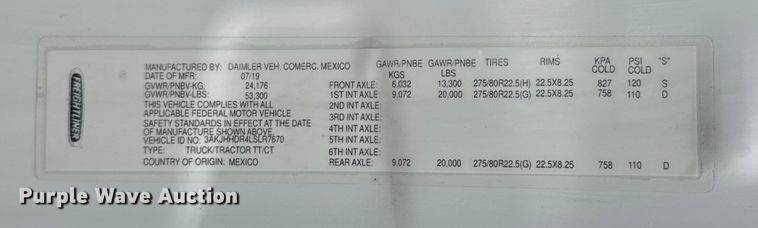 FREIGHTLINER
MANUFACTURED BY: DAIMLER VEH. COMERC. MEXICO
DATE OF MFR: 07/19
GVWR/PNBV-KG: 24,176
GVWR/PNBV-LBS: 53,300
THIS VEHICLE COMPLIES WITH ALL
APPLICABLE FEDERAL MOTOR VEHICLE
SAFETY STANDARDS IN EFFECT AT THE DATE
OF MANUFACTURE SHOWN ABOVE.
VEHICLE ID NO: 3AKJHHDR4LSLR7670
TYPE: TRUCK/TRACTOR TT/CT
COUNTRY OF ORIGIN: MEXICO
GAWR/PNBE KGS GAWR/PNBE LBS TIRES RIMS KPA COLD PSI COLD "S"
FRONT AXLE: 6,032 13,300 275/80R22.5(H) 22.5X8.25 827 120 S
1ST INT AXLE: 9,072 20,000 275/80R22.5(G) 22.5X8.25 758 110 D
2ND INT AXLE:
3RD INT AXLE:
4TH INT AXLE:
5TH INT AXLE:
6TH INT AXLE:
REAR AXLE: 9,072 20,000 275/80R22.5(G) 22.5X8.25 758 110 D
Purple Wave Auction